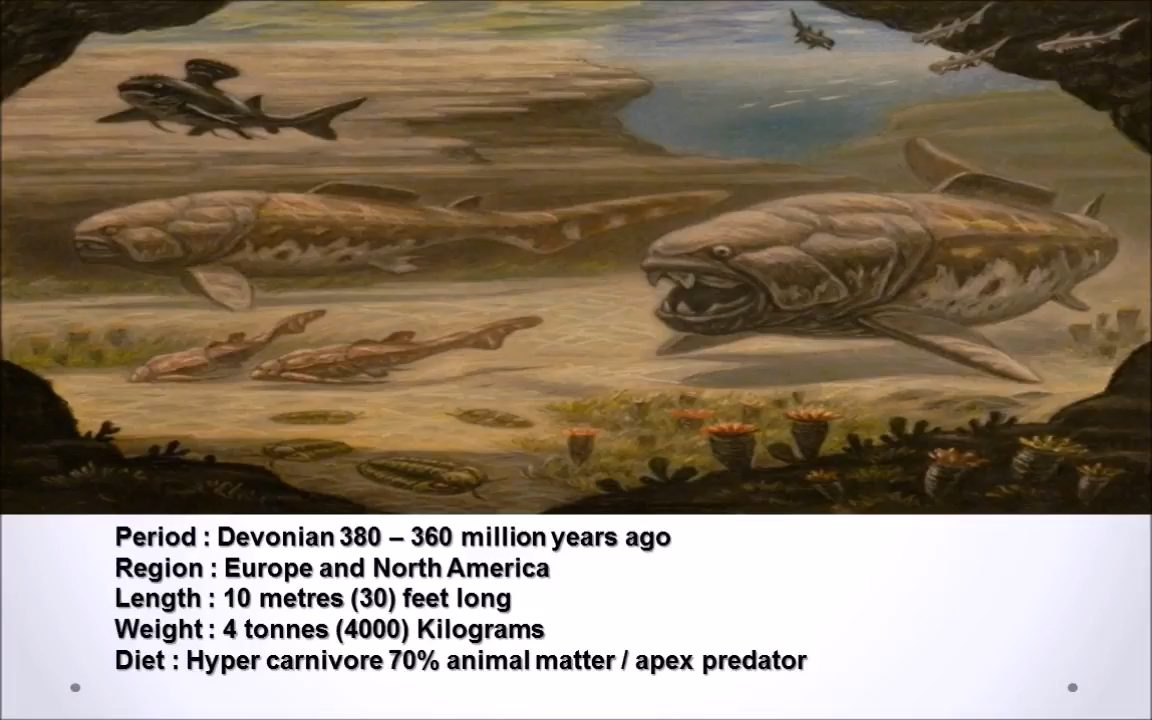 Period : Devonian 380 – 360 million years ago
Region : Europe and North America
Length : 10 metres (30) feet long
Weight : 4 tonnes (4000) Kilograms
Diet : Hyper carnivore 70% animal matter / apex predator